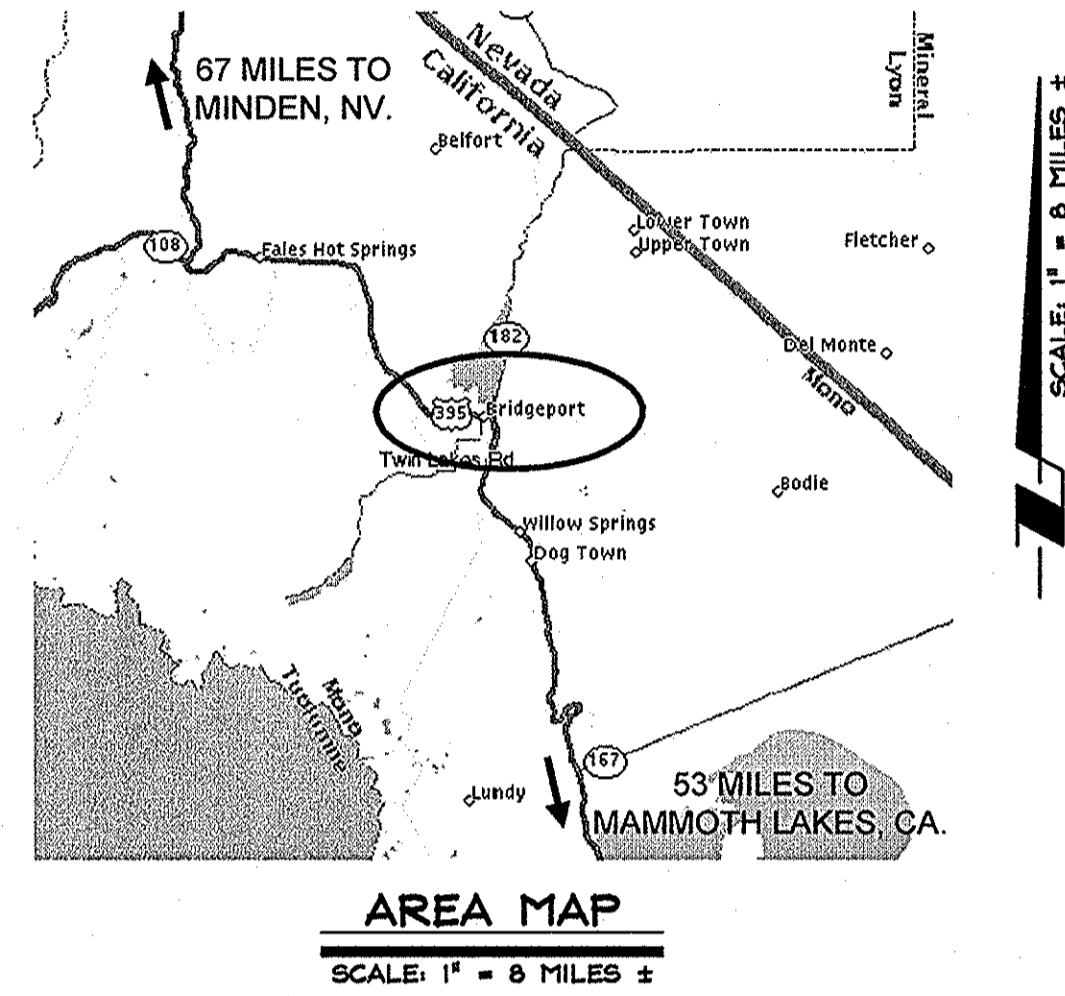 67 MILES TO
MINDEN, NV.
Nevada
California
Mineral
Lyon
Belfort
Lower Town
Upper Town
Fletcher
108
Fales Hot Springs
182
Del Monte
Mono
395
Bridgeport
Twin Lakes Rd
Bodie
Willow Springs
Dog Town
Mono
Tuolumne
167
Lundy
53 MILES TO
MAMMOTH LAKES, CA.
SCALE: 1" = 8 MILES ±
AREA MAP
SCALE: 1" = 8 MILES ±